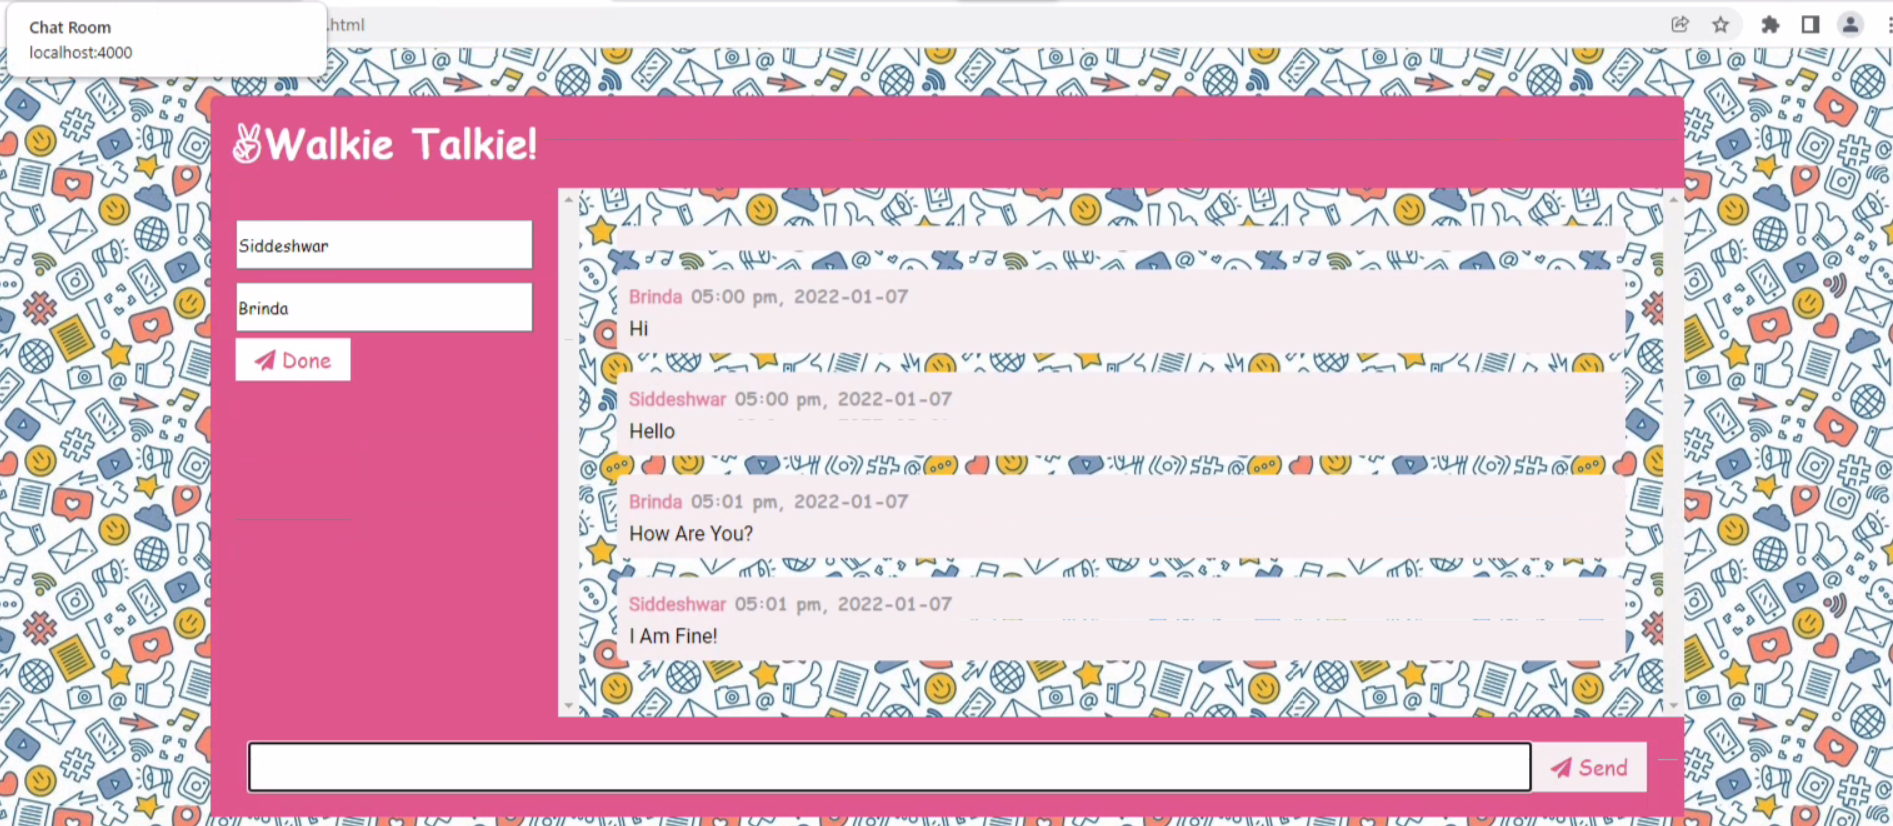 Chat Room
localhost:4000
.html
✌Walkie Talkie!
Siddeshwar
Brinda
Done
Brinda 05:00 pm, 2022-01-07
Hi
Siddeshwar 05:00 pm, 2022-01-07
Hello
Brinda 05:01 pm, 2022-01-07
How Are You?
Siddeshwar 05:01 pm, 2022-01-07
I Am Fine!
Send